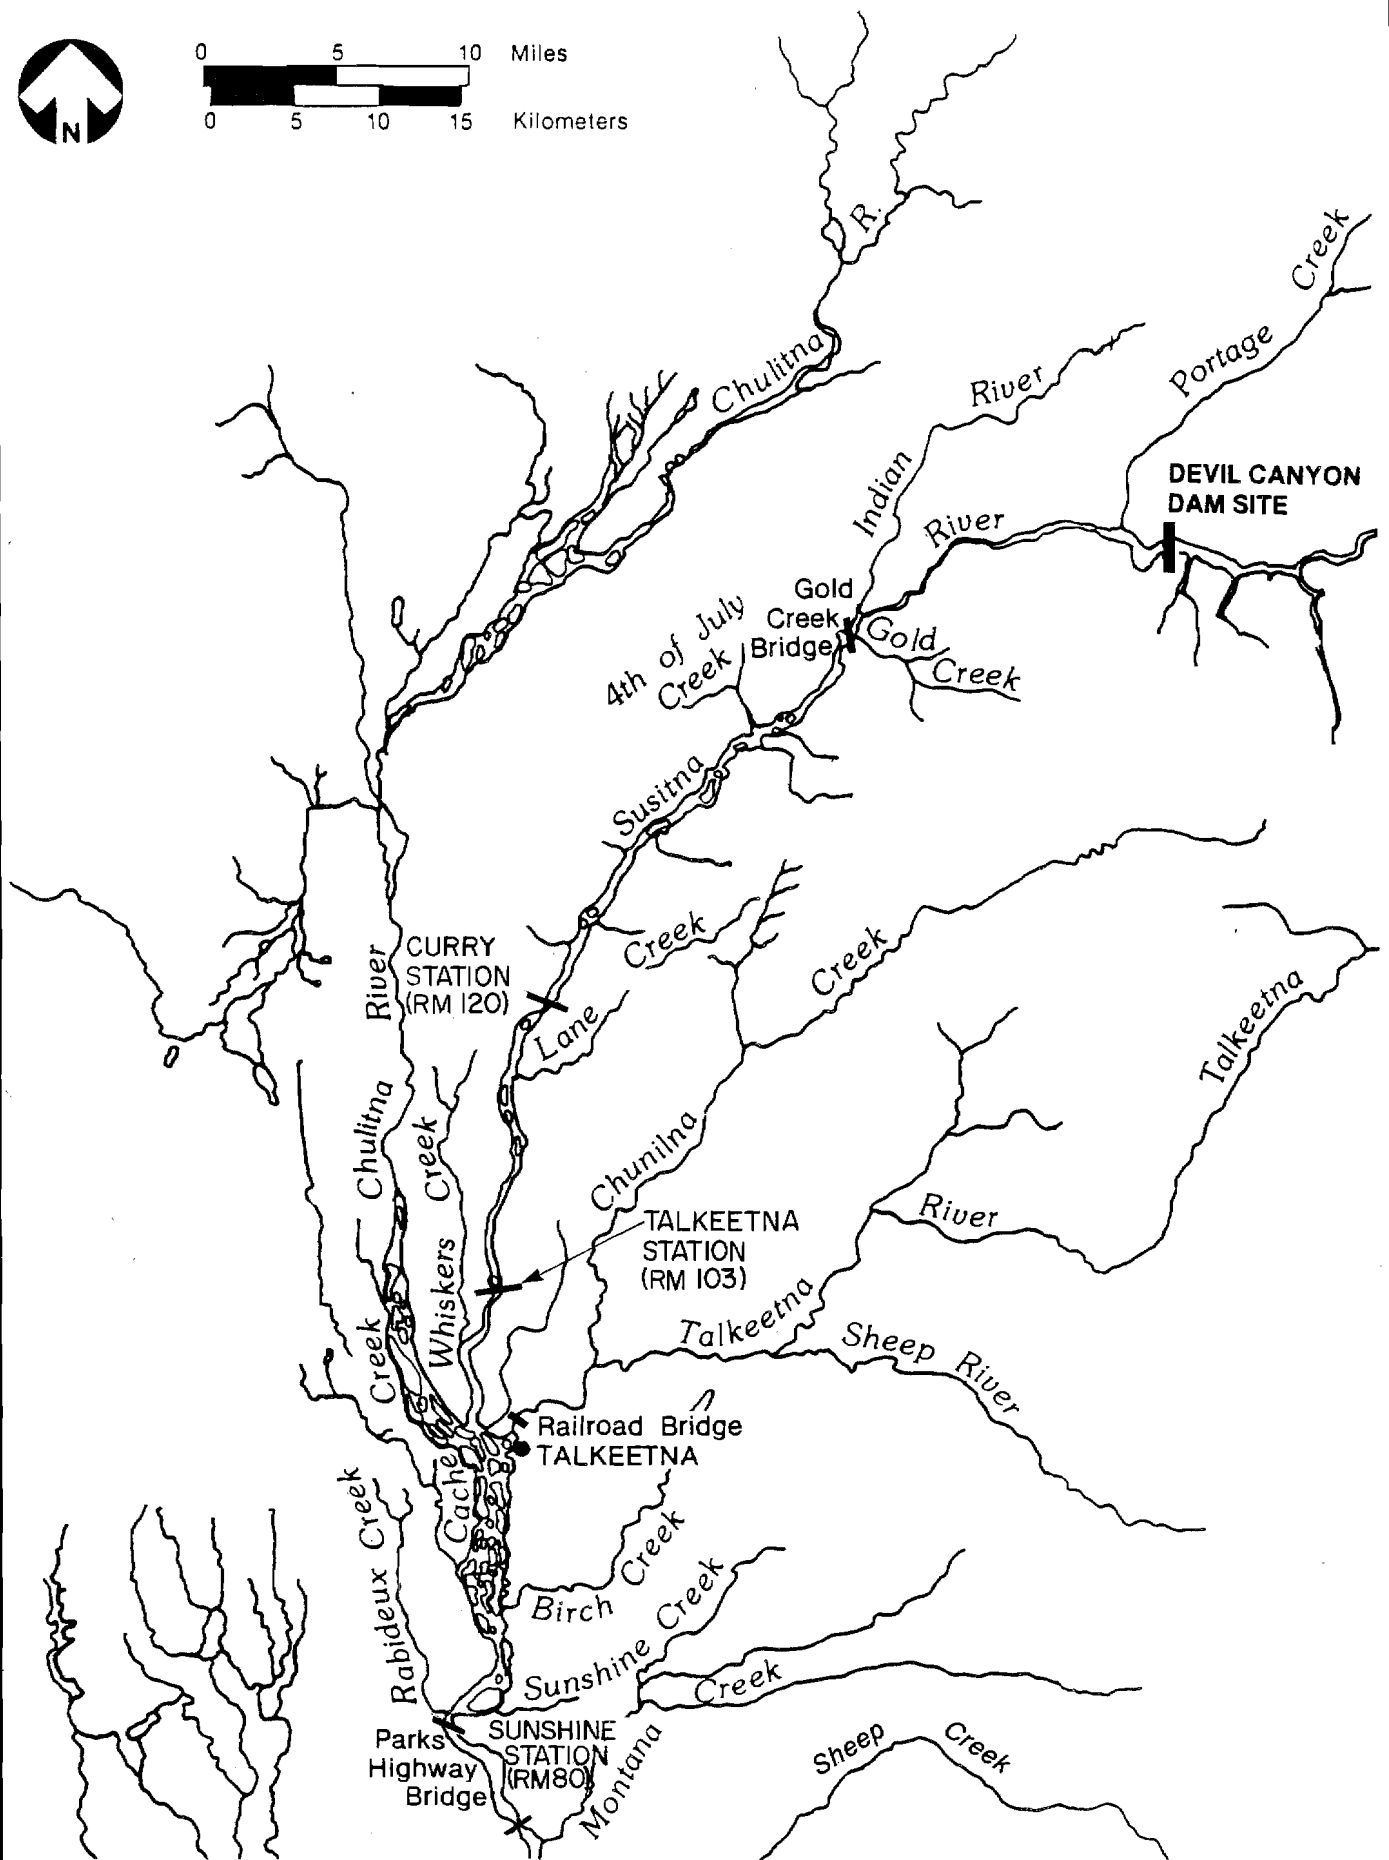 0 5 10 Miles
0 5 10 15 Kilometers
N
R.
Creek
Portage
Chulitna
River
Indian
DEVIL CANYON
DAM SITE
River
Gold
Creek
Bridge
Gold
Creek
4th of July
Creek
Susitna
Creek
Lane
CURRY
STATION
(RM 120)
River
Chulitna
Creek
Talkeetna
Creek
Whiskers
Chunilna
River
TALKEETNA
STATION
(RM 103)
Talkeetna
Sheep River
Creek
Cache
Railroad Bridge
TALKEETNA
Rabideux Creek
Birch Creek
Sunshine Creek
Creek
Montana
Parks
Highway
Bridge
SUNSHINE
STATION
(RM80)
Sheep Creek